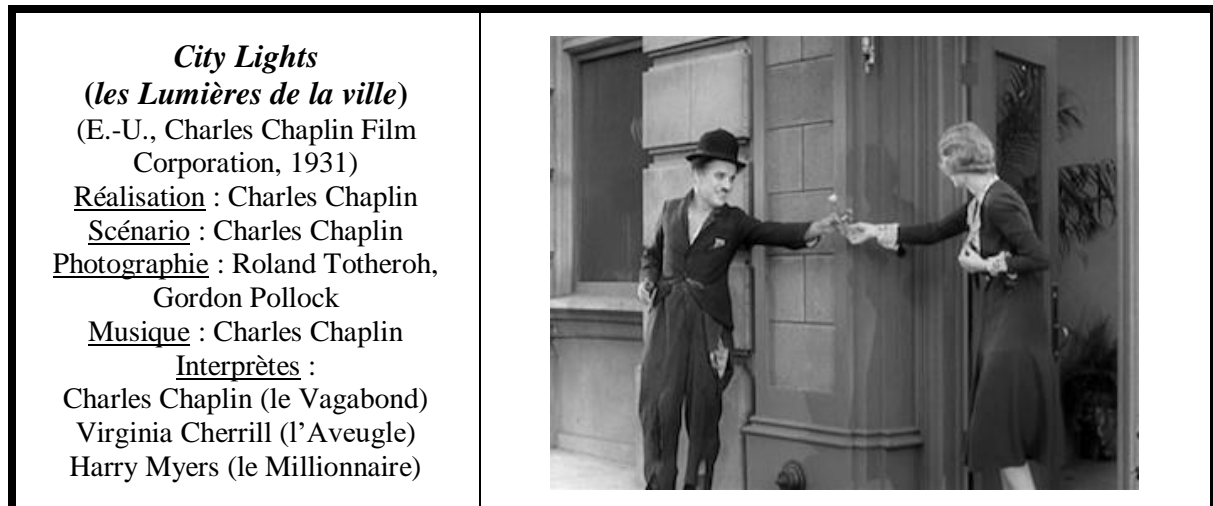 City Lights
(les Lumières de la ville)
(E.-U., Charles Chaplin Film
Corporation, 1931)
Réalisation : Charles Chaplin
Scénario : Charles Chaplin
Photographie : Roland Totheroh,
Gordon Pollock
Musique : Charles Chaplin
Interprètes :
Charles Chaplin (le Vagabond)
Virginia Cherrill (l’Aveugle)
Harry Myers (le Millionnaire)